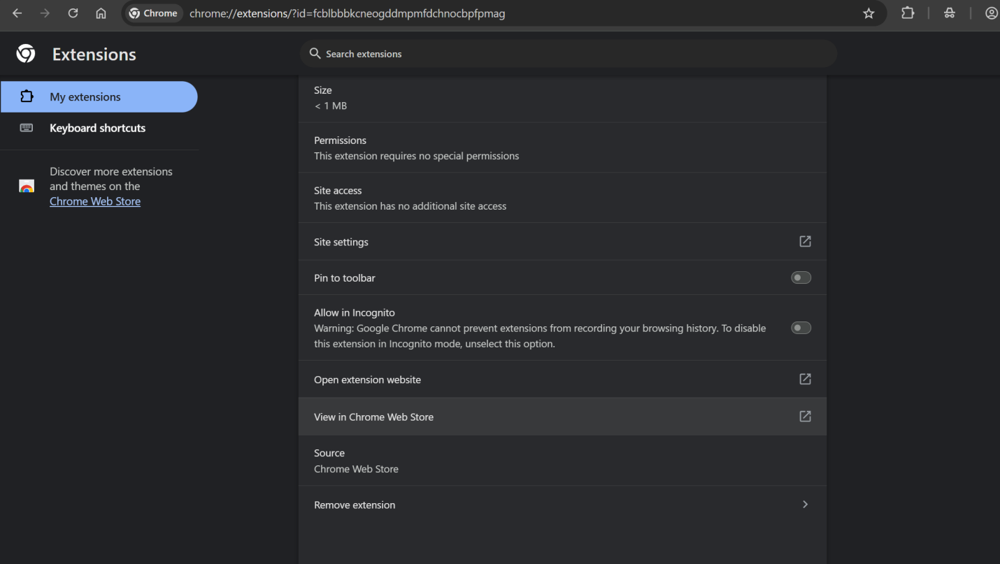 Chrome
chrome://extensions/?id=fcblbbbkcneogddmpmfdchnocbpfpmag
Extensions
Search extensions
My extensions
Keyboard shortcuts
Discover more extensions
and themes on the
Chrome Web Store
Size
< 1 MB
Permissions
This extension requires no special permissions
Site access
This extension has no additional site access
Site settings
Pin to toolbar
Allow in Incognito
Warning: Google Chrome cannot prevent extensions from recording your browsing history. To disable
this extension in Incognito mode, unselect this option.
Open extension website
View in Chrome Web Store
Source
Chrome Web Store
Remove extension